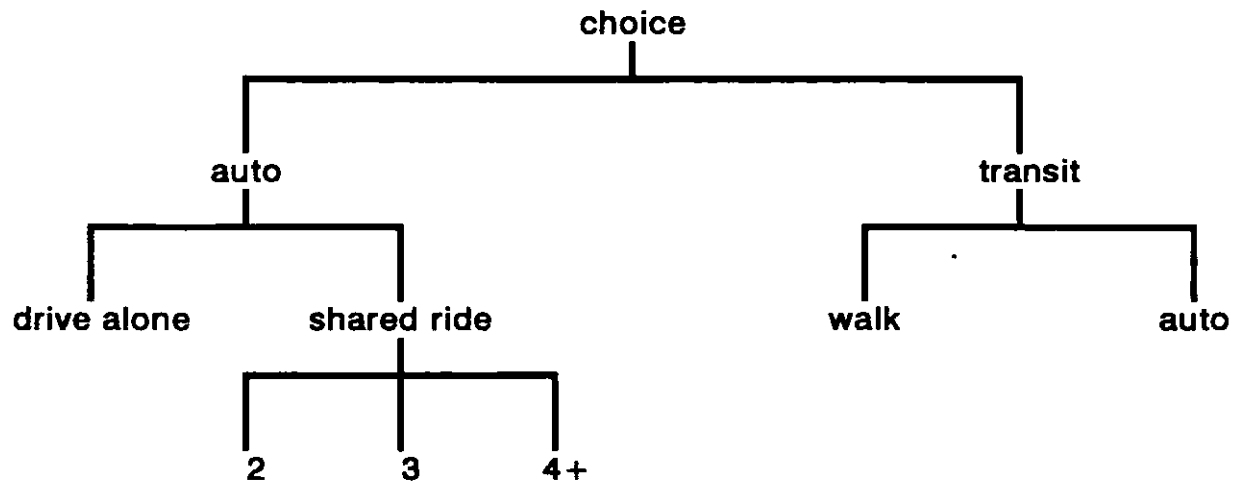 choice
auto transit
drive alone shared ride walk auto
2 3 4+